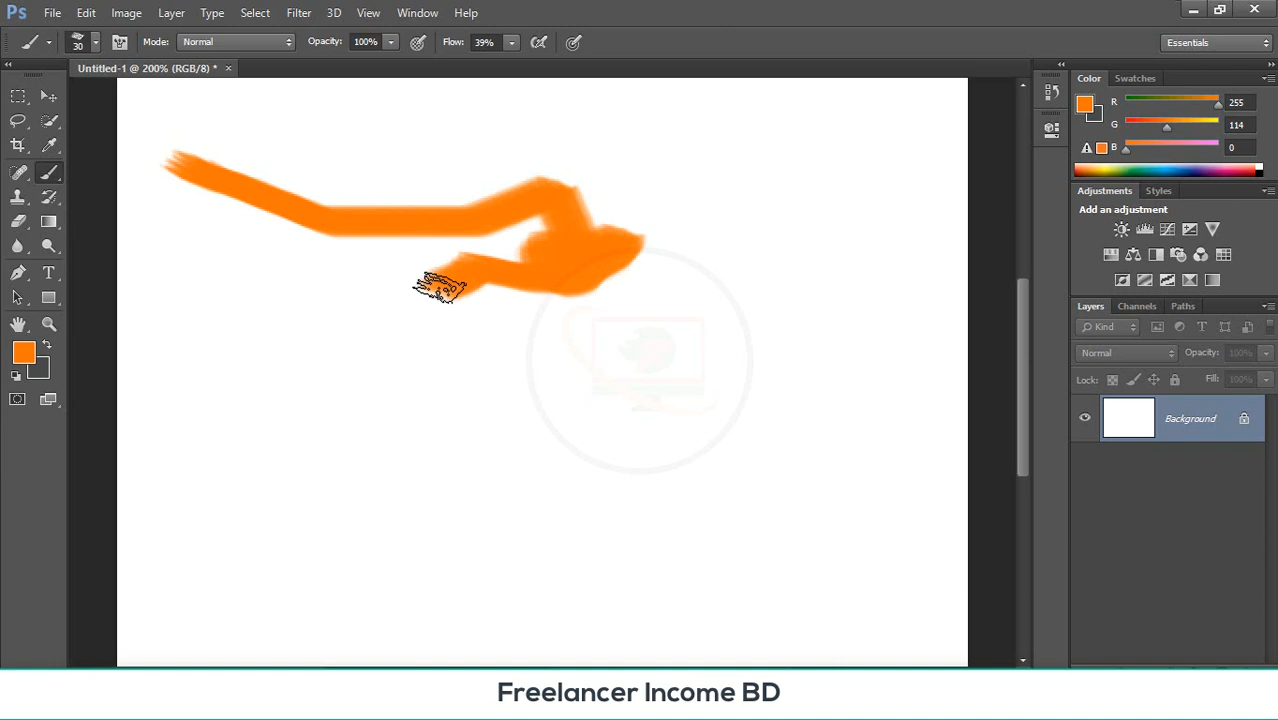 Ps File Edit Image Layer Type Select Filter 3D View Window Help
30 Mode: Normal Opacity: 100% Flow: 39% Essentials
Untitled-1 @ 200% (RGB/8) * ×
Color Swatches
R 255
G 114
B 0
Adjustments Styles
Add an adjustment
Layers Channels Paths
Kind
Normal Opacity: 100%
Lock: Fill: 100%
Background
Freelancer Income BD